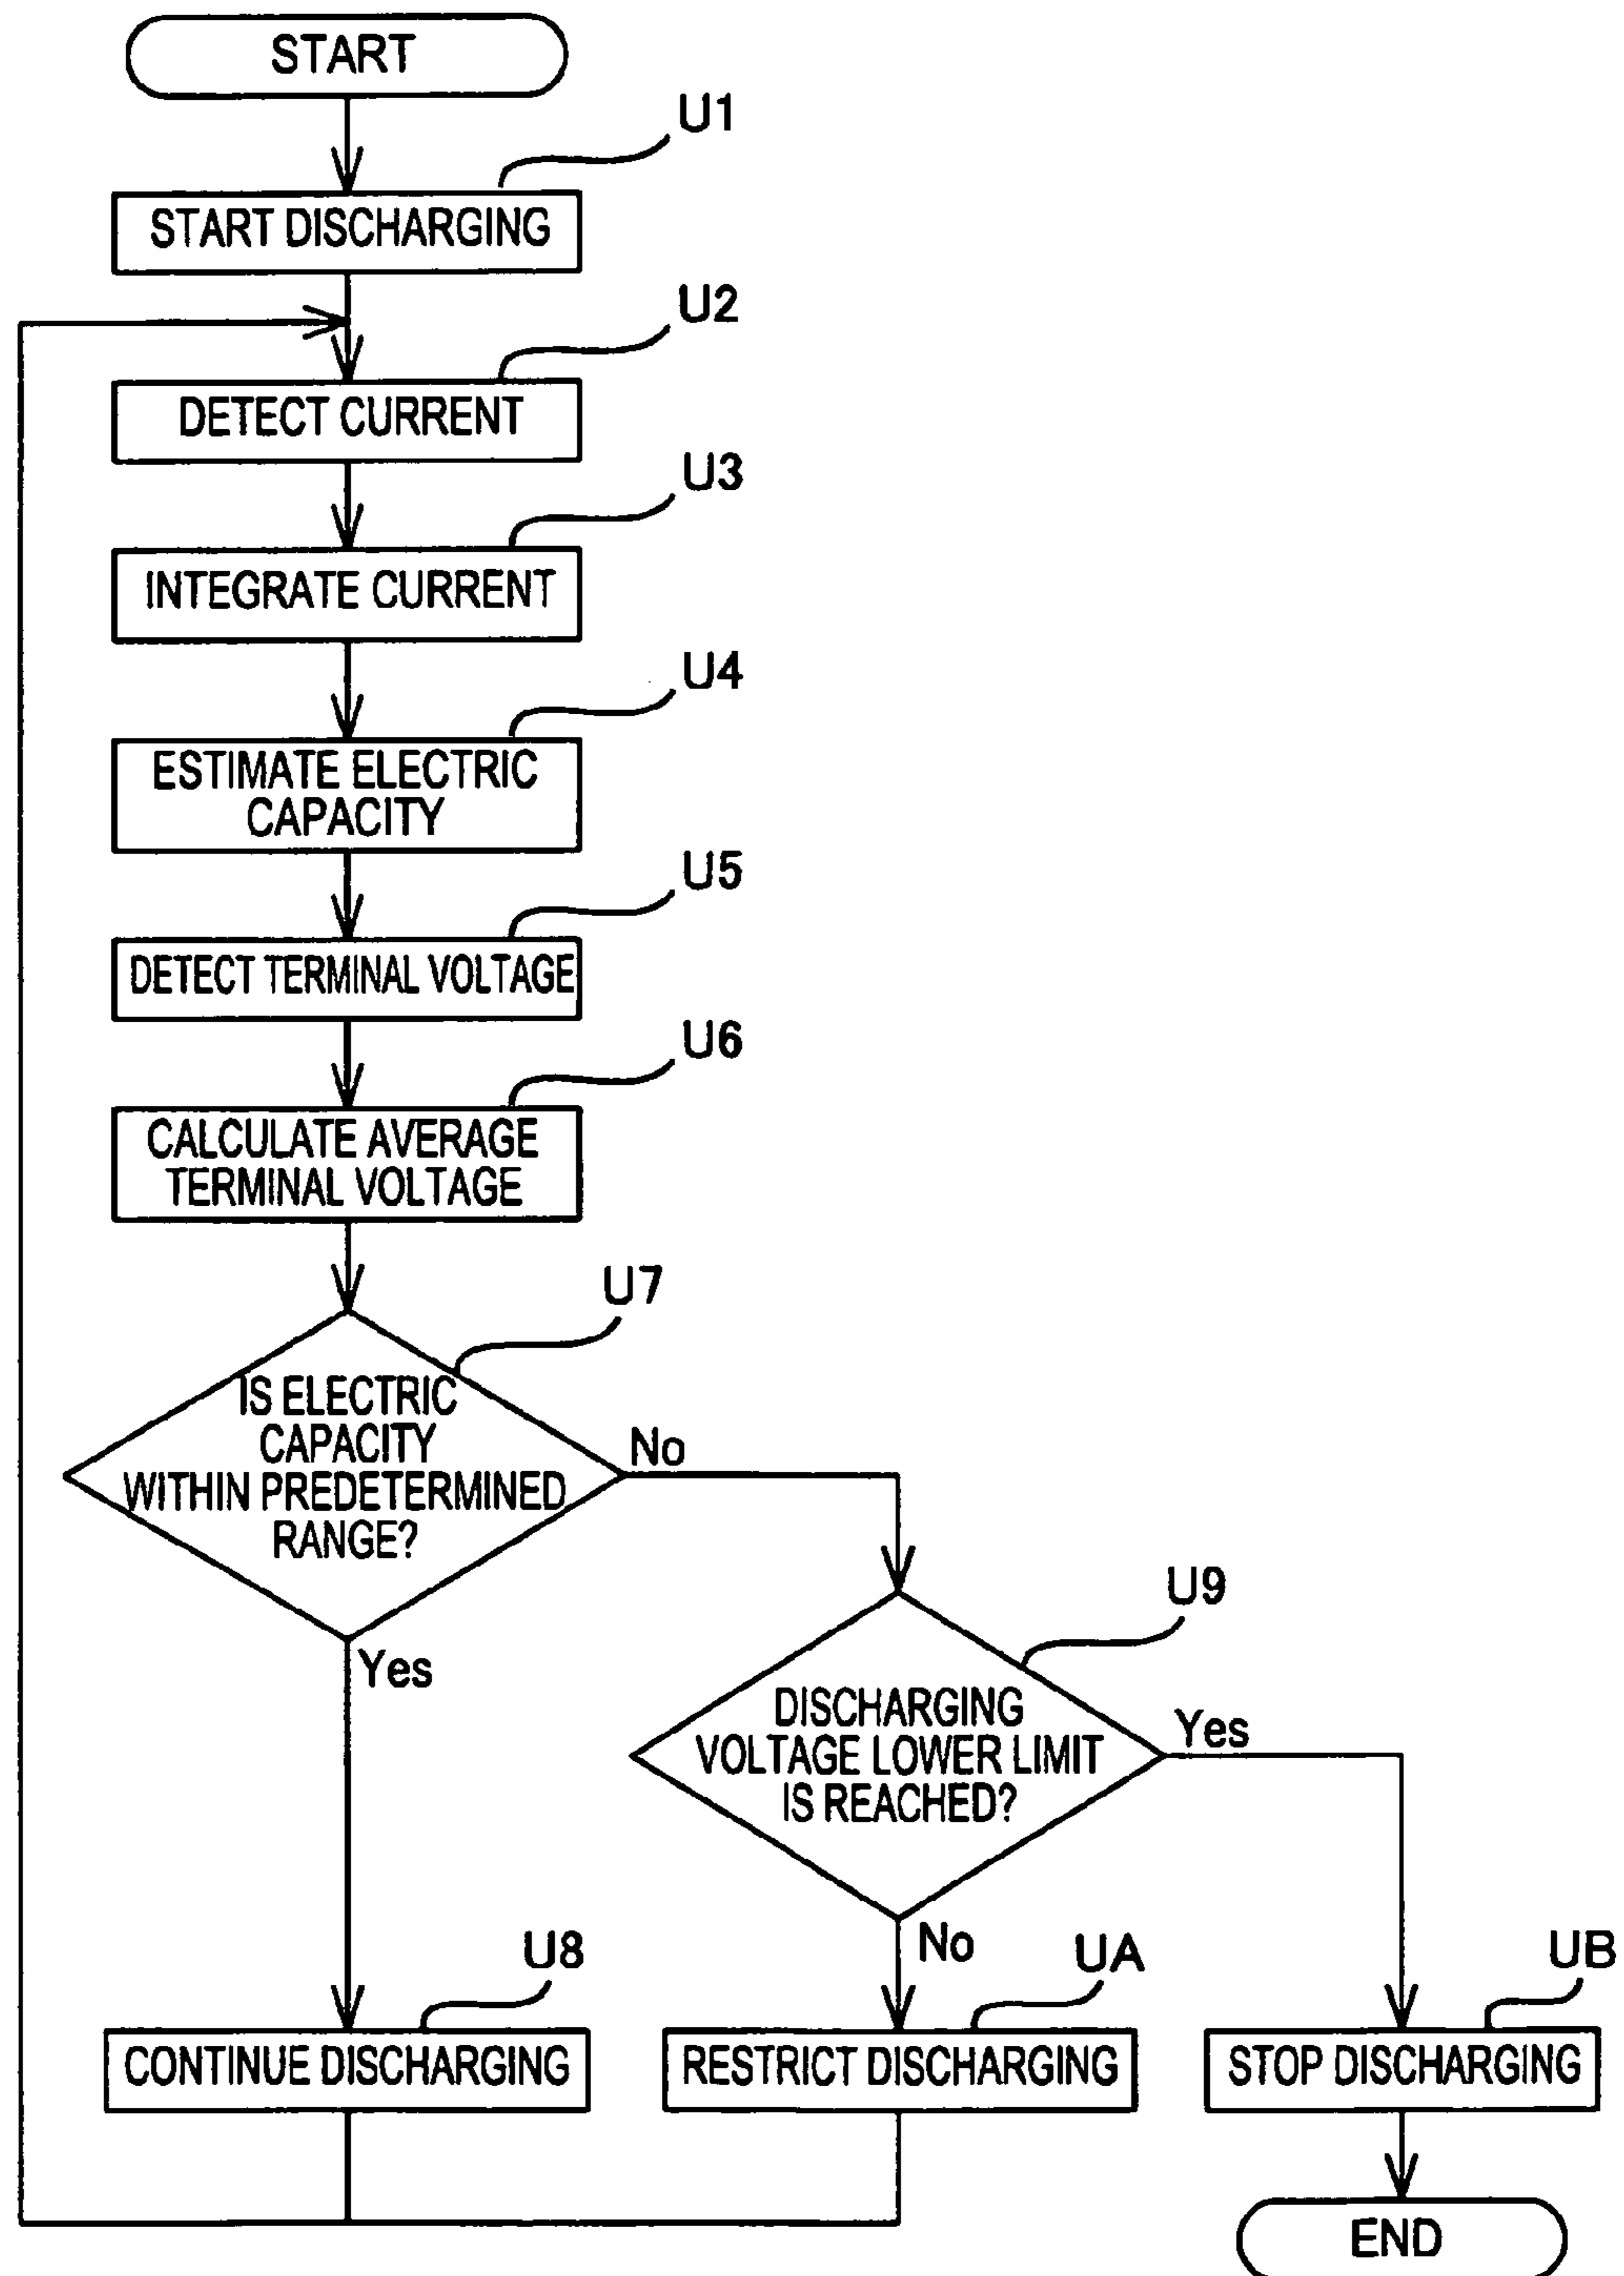 START
U1
START DISCHARGING
U2
DETECT CURRENT
U3
INTEGRATE CURRENT
U4
ESTIMATE ELECTRIC
CAPACITY
U5
DETECT TERMINAL VOLTAGE
U6
CALCULATE AVERAGE
TERMINAL VOLTAGE
U7
IS ELECTRIC
CAPACITY
WITHIN PREDETERMINED
RANGE?
No
Yes
U9
DISCHARGING
VOLTAGE LOWER LIMIT
IS REACHED?
Yes
No
U8
CONTINUE DISCHARGING
UA
RESTRICT DISCHARGING
UB
STOP DISCHARGING
END